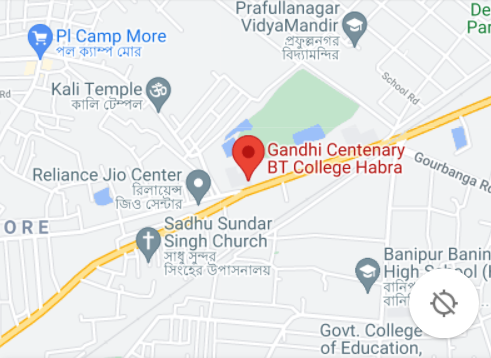 Prafullanagar
VidyaMandir
প্রফুল্লনগর
বিদ্যামন্দির
De
Par
Pl Camp More
পল ক্যাম্প মোর
Rd
Kali Temple
কালি টেম্পল
School Rd
Gandhi Centenary
BT College Habra
Gourbanga Ro
Reliance Jio Center
রিলায়েন্স
জিও সেন্টার
ORE
Sadhu Sundar
Singh Church
সাধু সুন্দর
সিংহের উপাসনালয়
Banipur Banin
High School (
বানিপ
বানি
Govt. College
of Education,